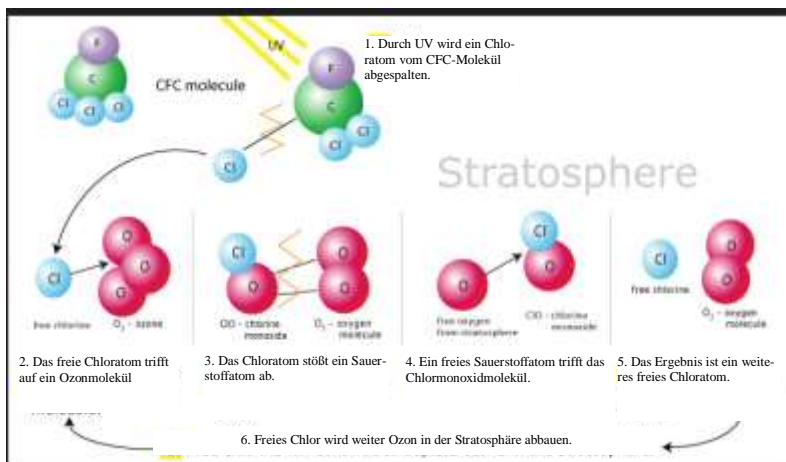 UV
1. Durch UV wird ein Chlo-
ratom vom CFC-Molekül
abgespalten.
F
C
Cl
Cl
Cl
CFC molecule
F
C
Cl
Cl
Cl
Stratosphere
Cl
O
O
O
free chlorine
O3 - ozone
Cl
O
O
O
ClO - chlorine
monoxide
O2 - oxygen
molecule
O
Cl
O
free oxygen
from stratosphere
ClO - chlorine
monoxide
Cl
O
O
free chlorine
O2 - oxygen
molecule
2. Das freie Chloratom trifft
auf ein Ozonmolekül
3. Das Chloratom stößt ein Sauer-
stoffatom ab.
4. Ein freies Sauerstoffatom trifft das
Chlormonoxidmolekül.
5. Das Ergebnis ist ein weite-
res freies Chloratom.
6. Freies Chlor wird weiter Ozon in der Stratosphäre abbauen.